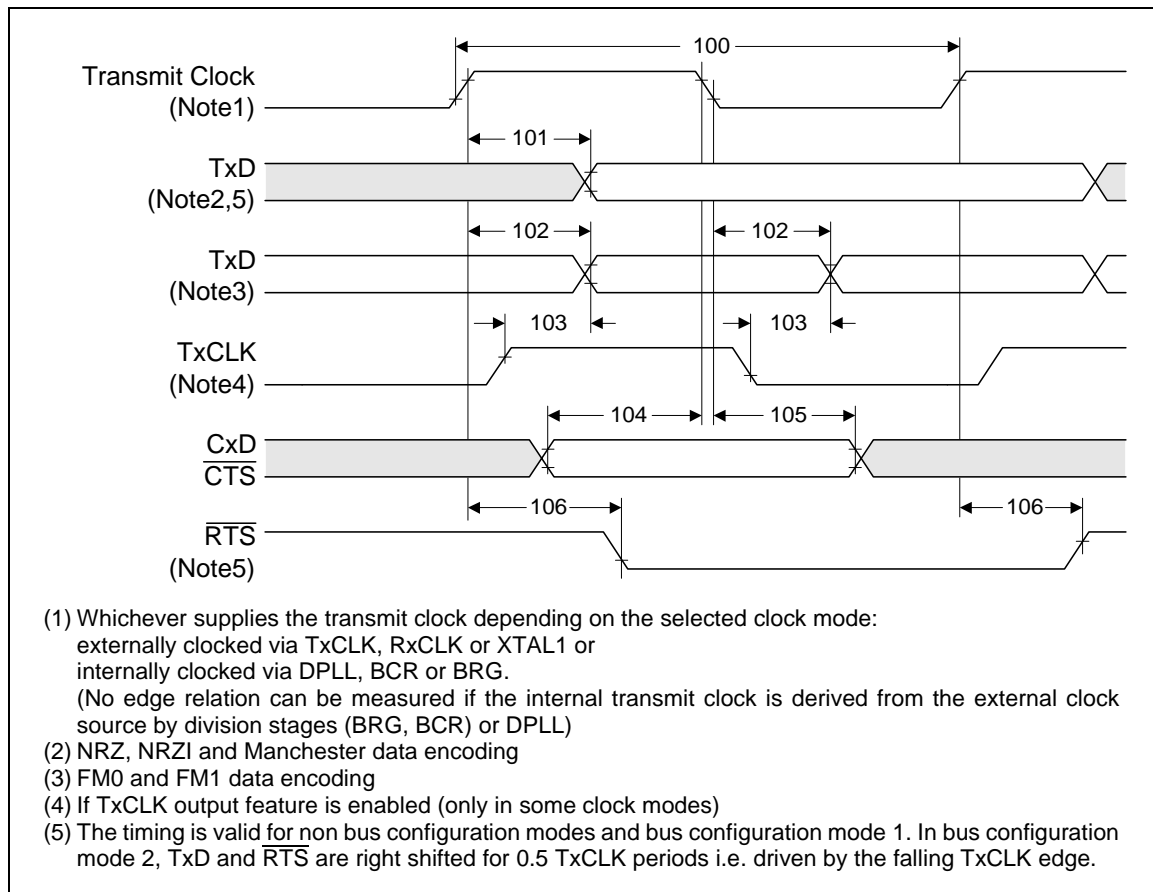 100
Transmit Clock
(Note1)
101
TxD
(Note2,5)
102 102
TxD
(Note3)
103 103
TxCLK
(Note4)
104 105
CxD
CTS
106 106
RTS
(Note5)
(1) Whichever supplies the transmit clock depending on the selected clock mode:
externally clocked via TxCLK, RxCLK or XTAL1 or
internally clocked via DPLL, BCR or BRG.
(No edge relation can be measured if the internal transmit clock is derived from the external clock
source by division stages (BRG, BCR) or DPLL)
(2) NRZ, NRZI and Manchester data encoding
(3) FM0 and FM1 data encoding
(4) If TxCLK output feature is enabled (only in some clock modes)
(5) The timing is valid for non bus configuration modes and bus configuration mode 1. In bus configuration
mode 2, TxD and RTS are right shifted for 0.5 TxCLK periods i.e. driven by the falling TxCLK edge.